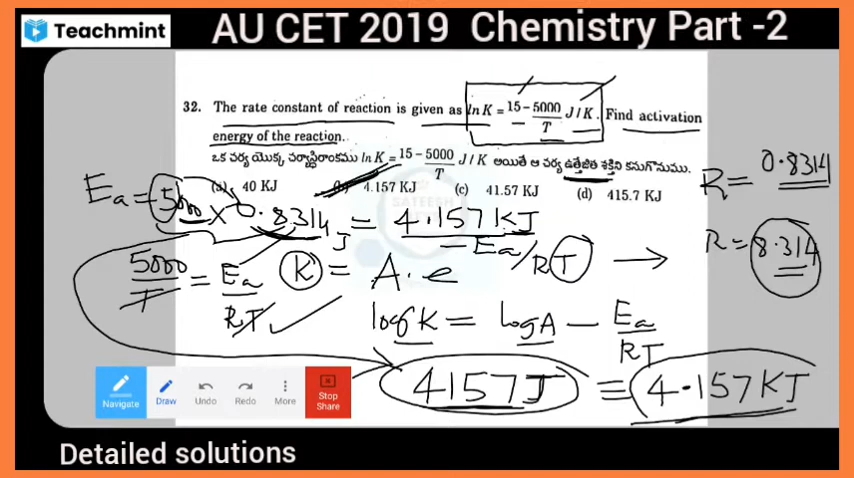 Teachmint
AU CET 2019 Chemistry Part -2
32. The rate constant of reaction is given as ln K = 15 – 5000/T J/K. Find activation
energy of the reaction.
ఒక చర్య యొక్క చర్యాస్థిరాంకము ln K = 15 – 5000/T J/K అయితే ఆ చర్య ఉత్తేజిత శక్తిని కనుగొనుము.
(a) 40 KJ (b) 4.157 KJ (c) 41.57 KJ (d) 415.7 KJ
R = 0.8314
Ea = 5000 × 0.8314 J = 4.157 KJ
R = 8.314
5000/T = Ea/RT
K = A.e – Ea/RT →
log K = log A – Ea/RT
4157 J = 4.157 KJ
Navigate Draw Undo Redo More Stop Share
Detailed solutions